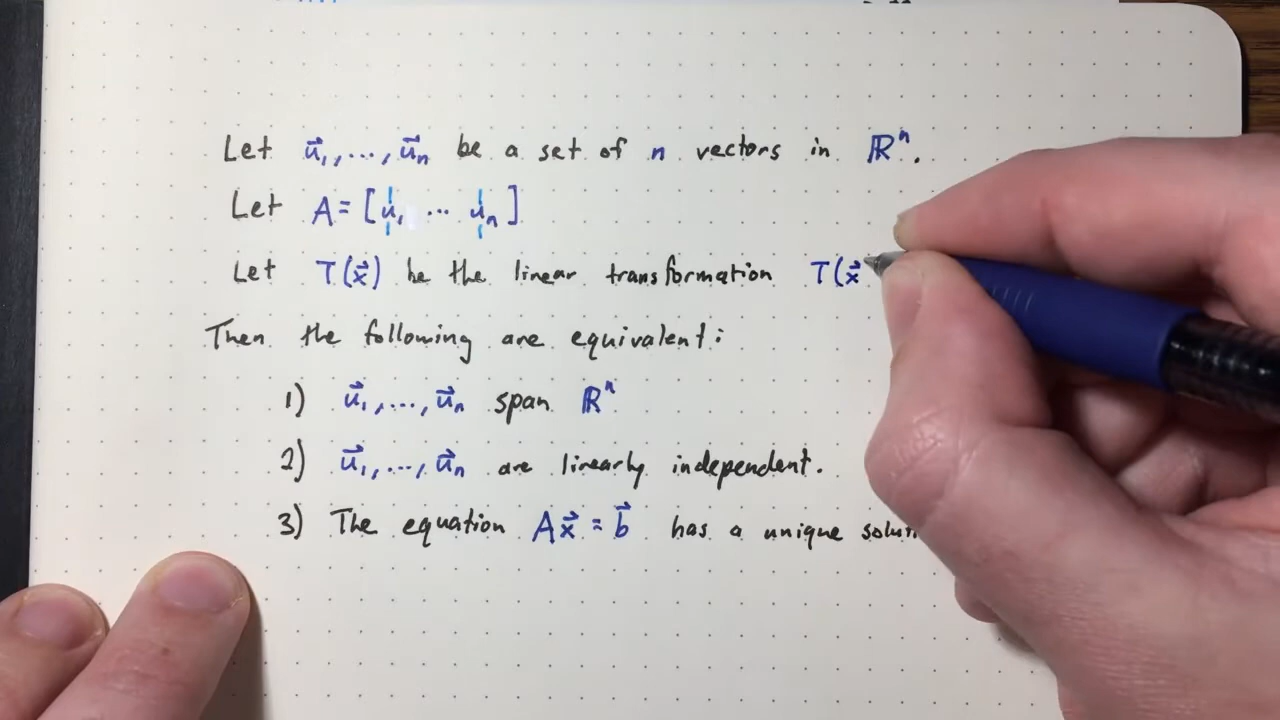 Let u⃗₁, ..., u⃗ₙ be a set of n vectors in ℝⁿ.
Let A = [u₁ ... uₙ]
Let T(x⃗) be the linear transformation T(x⃗
Then the following are equivalent:
1) u⃗₁, ..., u⃗ₙ span ℝⁿ
2) u⃗₁, ..., u⃗ₙ are linearly independent.
3) The equation Ax⃗ = b⃗ has a unique